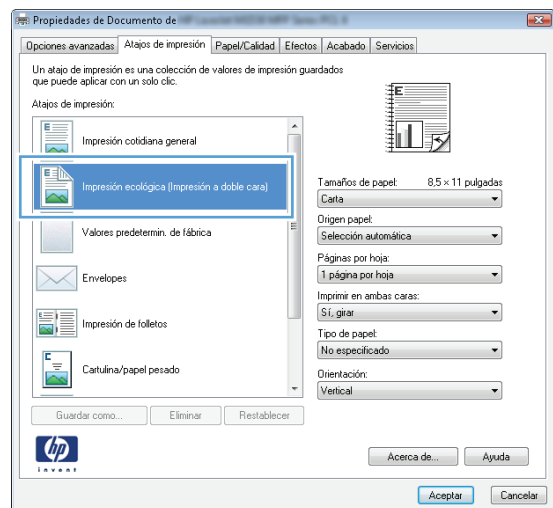 Propiedades de Documento de
Opciones avanzadas Atajos de impresión Papel/Calidad Efectos Acabado Servicios
Un atajo de impresión es una colección de valores de impresión guardados
que puede aplicar con un solo clic.
Atajos de impresión:
Impresión cotidiana general
Impresión ecológica (Impresión a doble cara)
Valores predetermin. de fábrica
Envelopes
Impresión de folletos
Cartulina/papel pesado
Guardar como... Eliminar Restablecer
Tamaños de papel: 8,5 × 11 pulgadas
Carta
Origen papel:
Selección automática
Páginas por hoja:
1 página por hoja
Imprimir en ambas caras:
Sí, girar
Tipo de papel:
No especificado
Orientación:
Vertical
hp
invent
Acerca de... Ayuda
Aceptar Cancelar